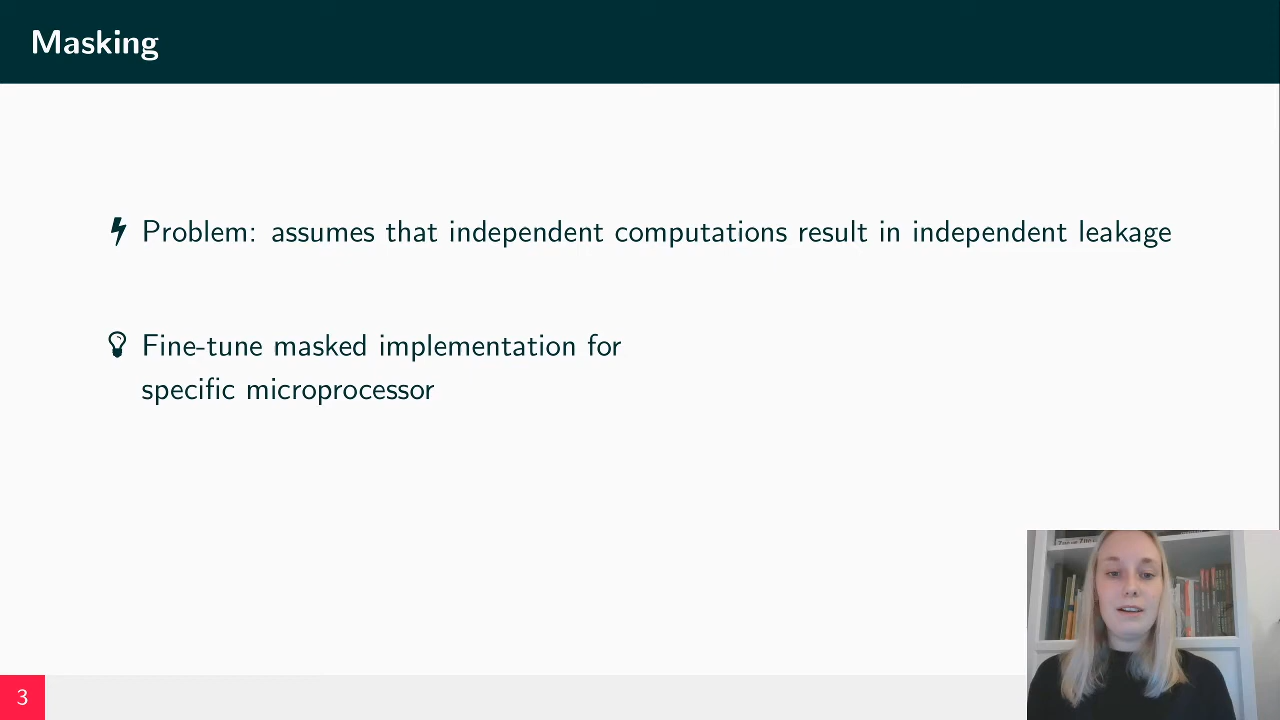 Masking
Problem: assumes that independent computations result in independent leakage
Fine-tune masked implementation for
specific microprocessor
3